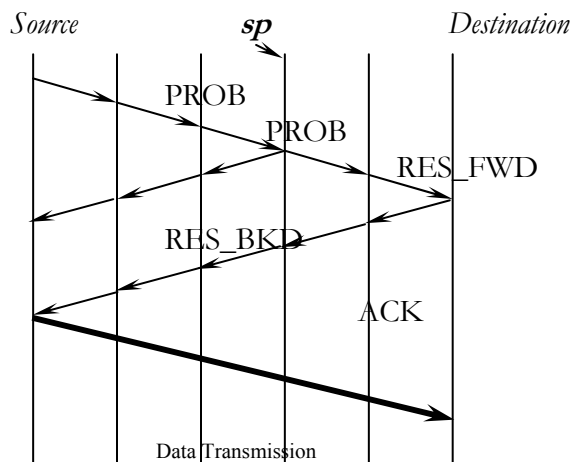 Source sp Destination
PROB
PROB
RES_FWD
RES_BKD
ACK
Data Transmission